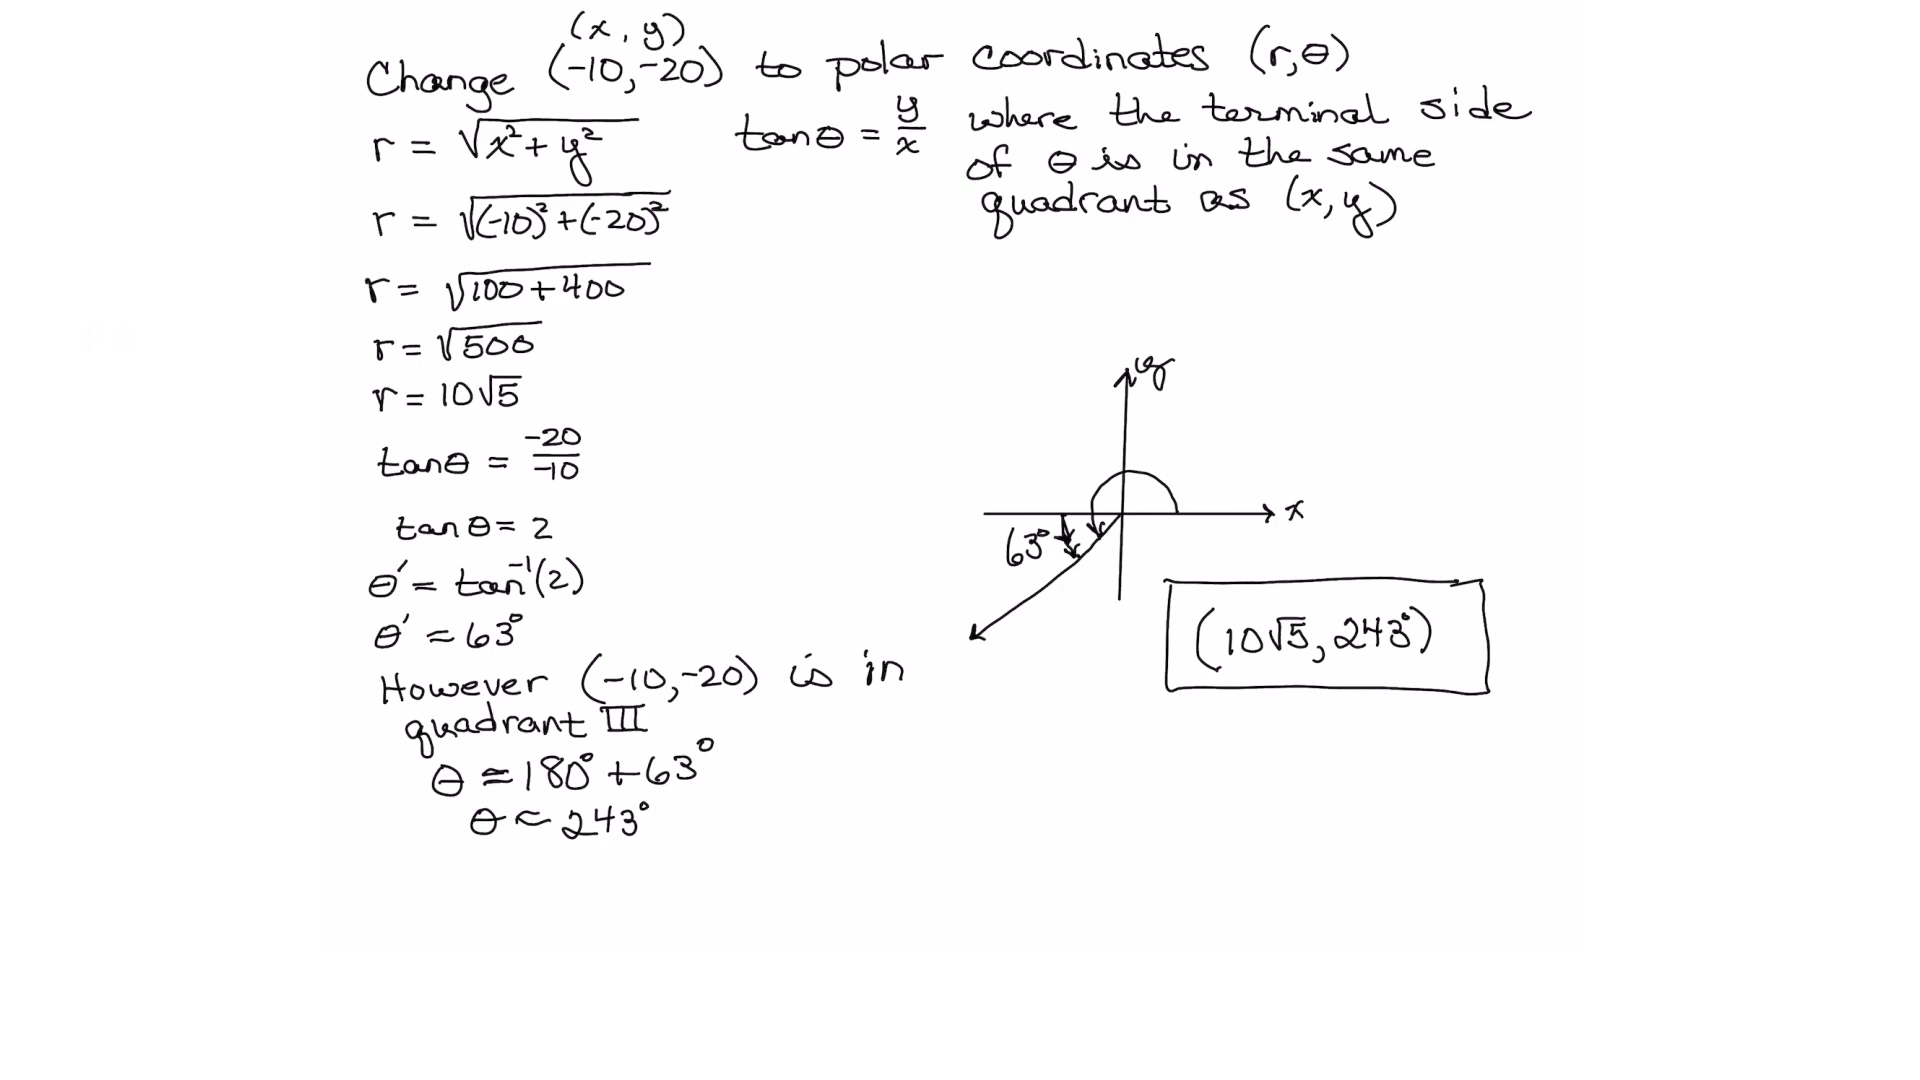 (x, y)
Change (-10,-20) to polar coordinates (r,θ)
r = √x²+y²
tanθ = y/x where the terminal side
of θ is in the same
quadrant as (x,y)
r = √(-10)²+(-20)²
r = √100+400
r = √500
r = 10√5
tanθ = -20/-10
tanθ = 2
θ′ = tan⁻¹(2)
θ′ ≈ 63°
However (-10,-20) is in
quadrant III
θ ≈ 180° + 63°
θ ≈ 243°
y
x
63°
(10√5, 243°)